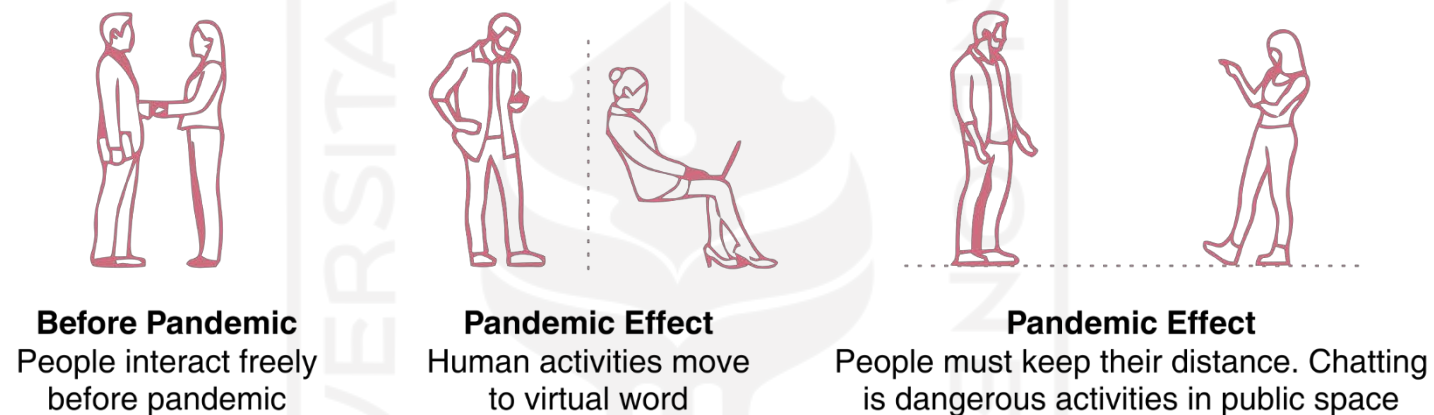 Before Pandemic
People interact freely
before pandemic
Pandemic Effect
Human activities move
to virtual word
Pandemic Effect
People must keep their distance. Chatting
is dangerous activities in public space